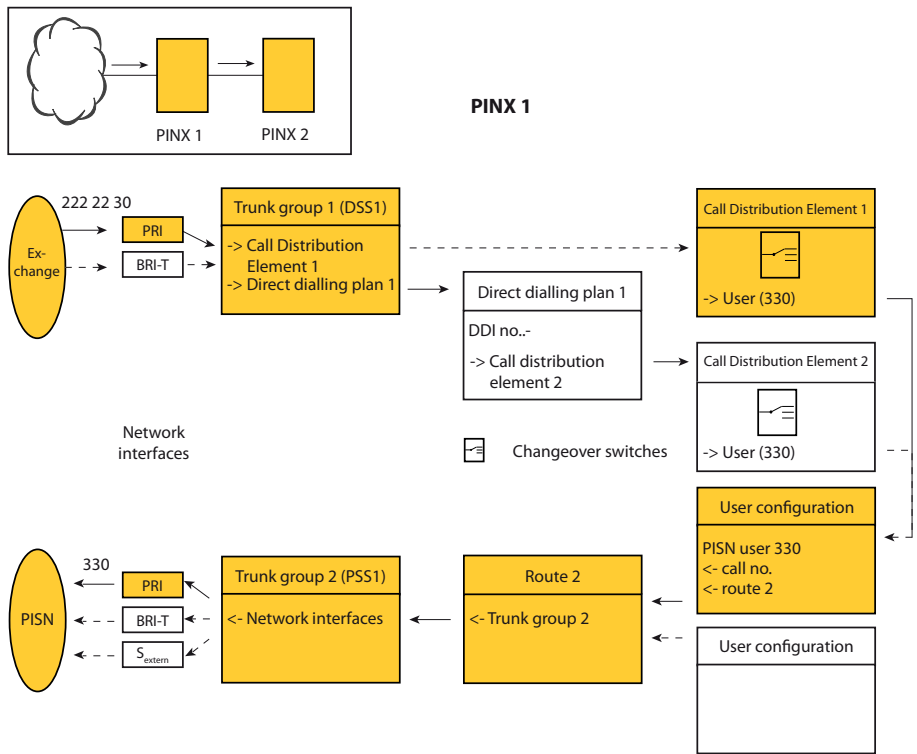 PINX 1
PINX 2
PINX 1
222 22 30
Ex-
change
PRI
BRI-T
Trunk group 1 (DSS1)
-> Call Distribution
Element 1
-> Direct dialling plan 1
Direct dialling plan 1
DDI no..-
-> Call distribution
element 2
Call Distribution Element 1
-> User (330)
Call Distribution Element 2
-> User (330)
Network
interfaces
Changeover switches
User configuration
PISN user 330
<- call no.
<- route 2
User configuration
Route 2
<- Trunk group 2
Trunk group 2 (PSS1)
<- Network interfaces
330
PRI
BRI-T
Sextern
PISN